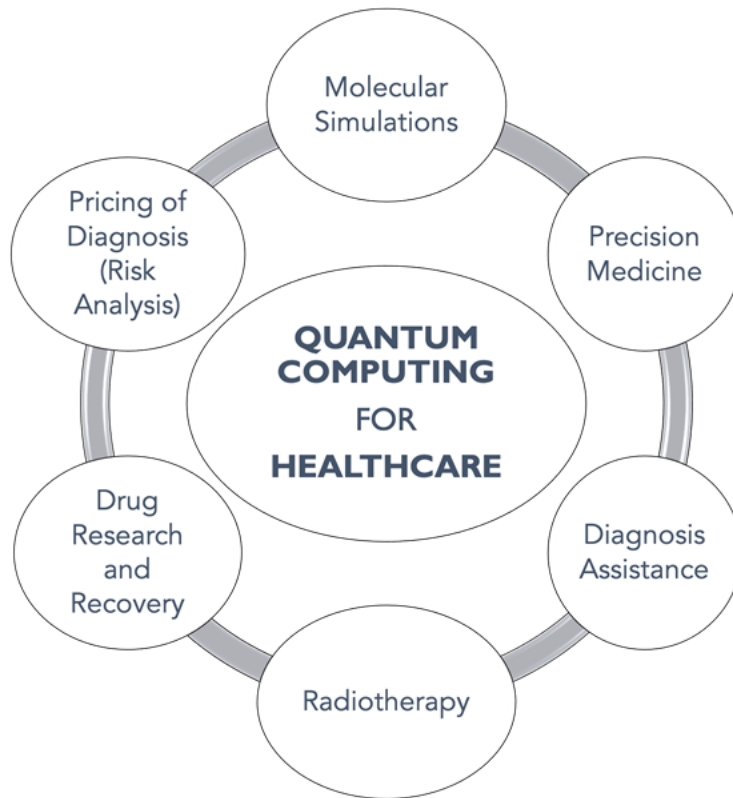 Molecular
Simulations
Pricing of
Diagnosis
(Risk
Analysis)
Precision
Medicine
QUANTUM
COMPUTING
FOR
HEALTHCARE
Drug
Research
and
Recovery
Diagnosis
Assistance
Radiotherapy